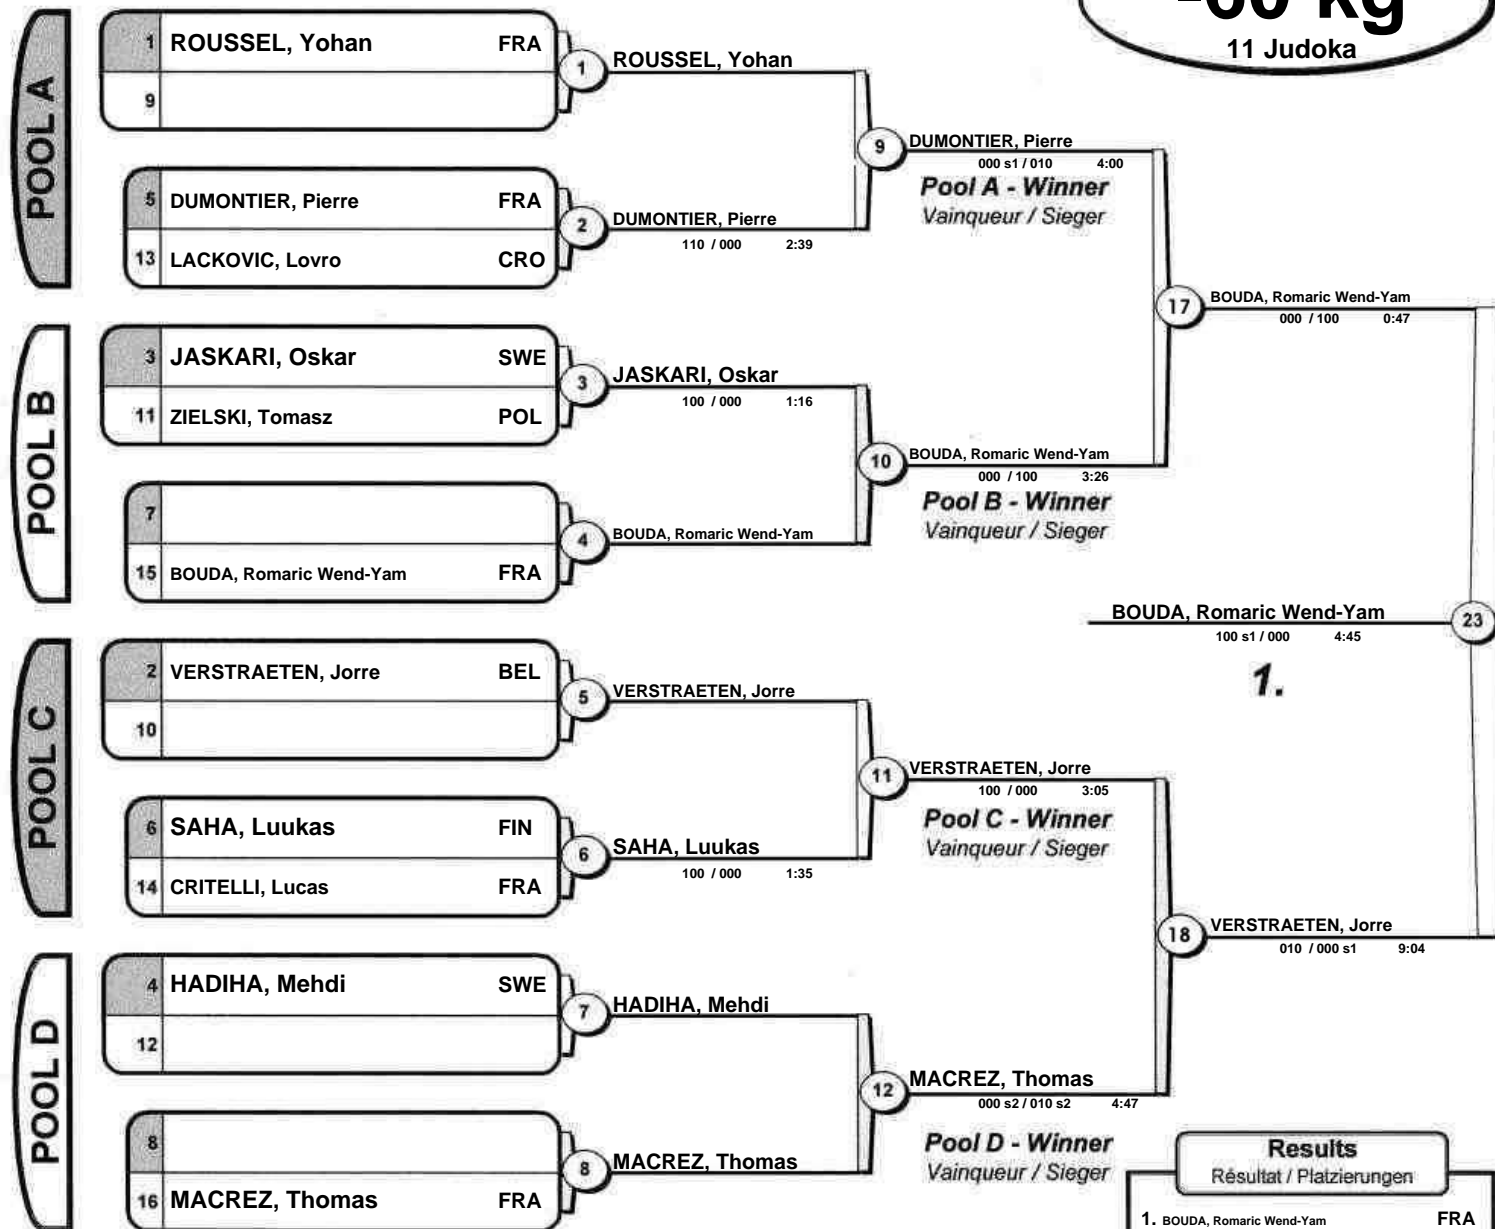 -60 kg
11 Judoka
POOL A
1 ROUSSEL, Yohan FRA
9
1
ROUSSEL, Yohan
5 DUMONTIER, Pierre FRA
13 LACKOVIC, Lovro CRO
2
DUMONTIER, Pierre
110 / 000 2:39
9
DUMONTIER, Pierre
000 s1 / 010 4:00
Pool A - Winner
Vainqueur / Sieger
POOL B
3 JASKARI, Oskar SWE
11 ZIELSKI, Tomasz POL
3
JASKARI, Oskar
100 / 000 1:16
7
15 BOUDA, Romaric Wend-Yam FRA
4
BOUDA, Romaric Wend-Yam
10
BOUDA, Romaric Wend-Yam
000 / 100 3:26
Pool B - Winner
Vainqueur / Sieger
17
BOUDA, Romaric Wend-Yam
000 / 100 0:47
BOUDA, Romaric Wend-Yam
23
100 s1 / 000 4:45
1.
POOL C
2 VERSTRAETEN, Jorre BEL
10
5
VERSTRAETEN, Jorre
6 SAHA, Luukas FIN
14 CRITELLI, Lucas FRA
6
SAHA, Luukas
100 / 000 1:35
11
VERSTRAETEN, Jorre
100 / 000 3:05
Pool C - Winner
Vainqueur / Sieger
18
VERSTRAETEN, Jorre
010 / 000 s1 9:04
POOL D
4 HADIHA, Mehdi SWE
12
7
HADIHA, Mehdi
8
16 MACREZ, Thomas FRA
8
MACREZ, Thomas
12
MACREZ, Thomas
000 s2 / 010 s2 4:47
Pool D - Winner
Vainqueur / Sieger
Results
Résultat / Platzierungen
1. BOUDA, Romaric Wend-Yam FRA